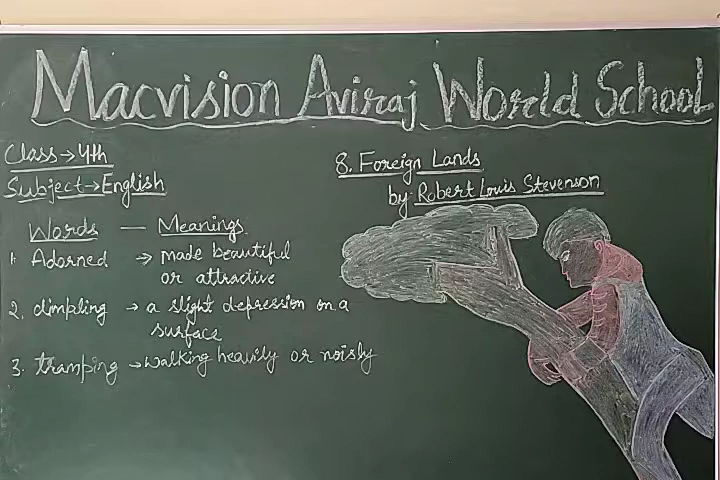 Macvision Aviraj World School
Class→4th
Subject→English
8. Foreign Lands
by Robert Louis Stevenson
Words — Meanings
1. Adorned → made beautiful
or attractive
2. dimpling → a slight depression on a
surface
3. tramping → walking heavily or noisly